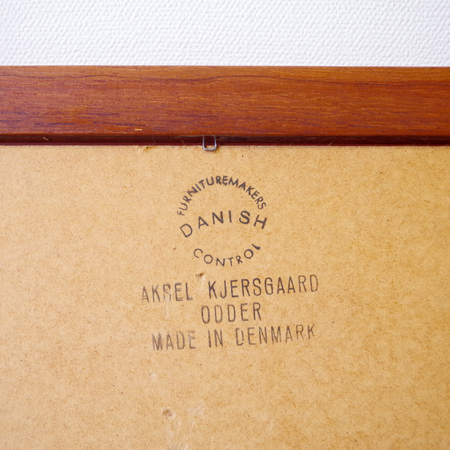 FURNITUREMAKERS
DANISH
CONTROL
AKSEL KJERSGAARD
ODDER
MADE IN DENMARK